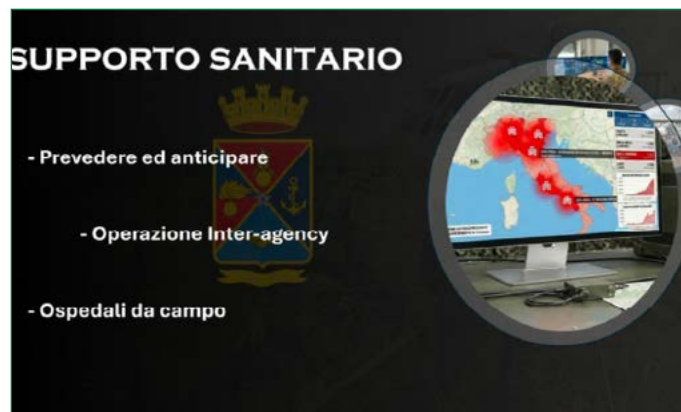 SUPPORTO SANITARIO
- Prevedere ed anticipare
- Operazione Inter-agency
- Ospedali da campo